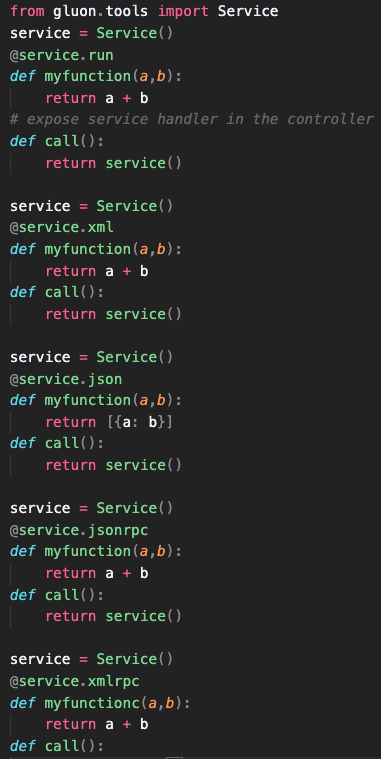 from gluon.tools import Service
service = Service()
@service.run
def myfunction(a,b):
    return a + b
# expose service handler in the controller
def call():
    return service()

service = Service()
@service.xml
def myfunction(a,b):
    return a + b
def call():
    return service()

service = Service()
@service.json
def myfunction(a,b):
    return [{a: b}]
def call():
    return service()

service = Service()
@service.jsonrpc
def myfunction(a,b):
    return a + b
def call():
    return service()

service = Service()
@service.xmlrpc
def myfunctionc(a,b):
    return a + b
def call():